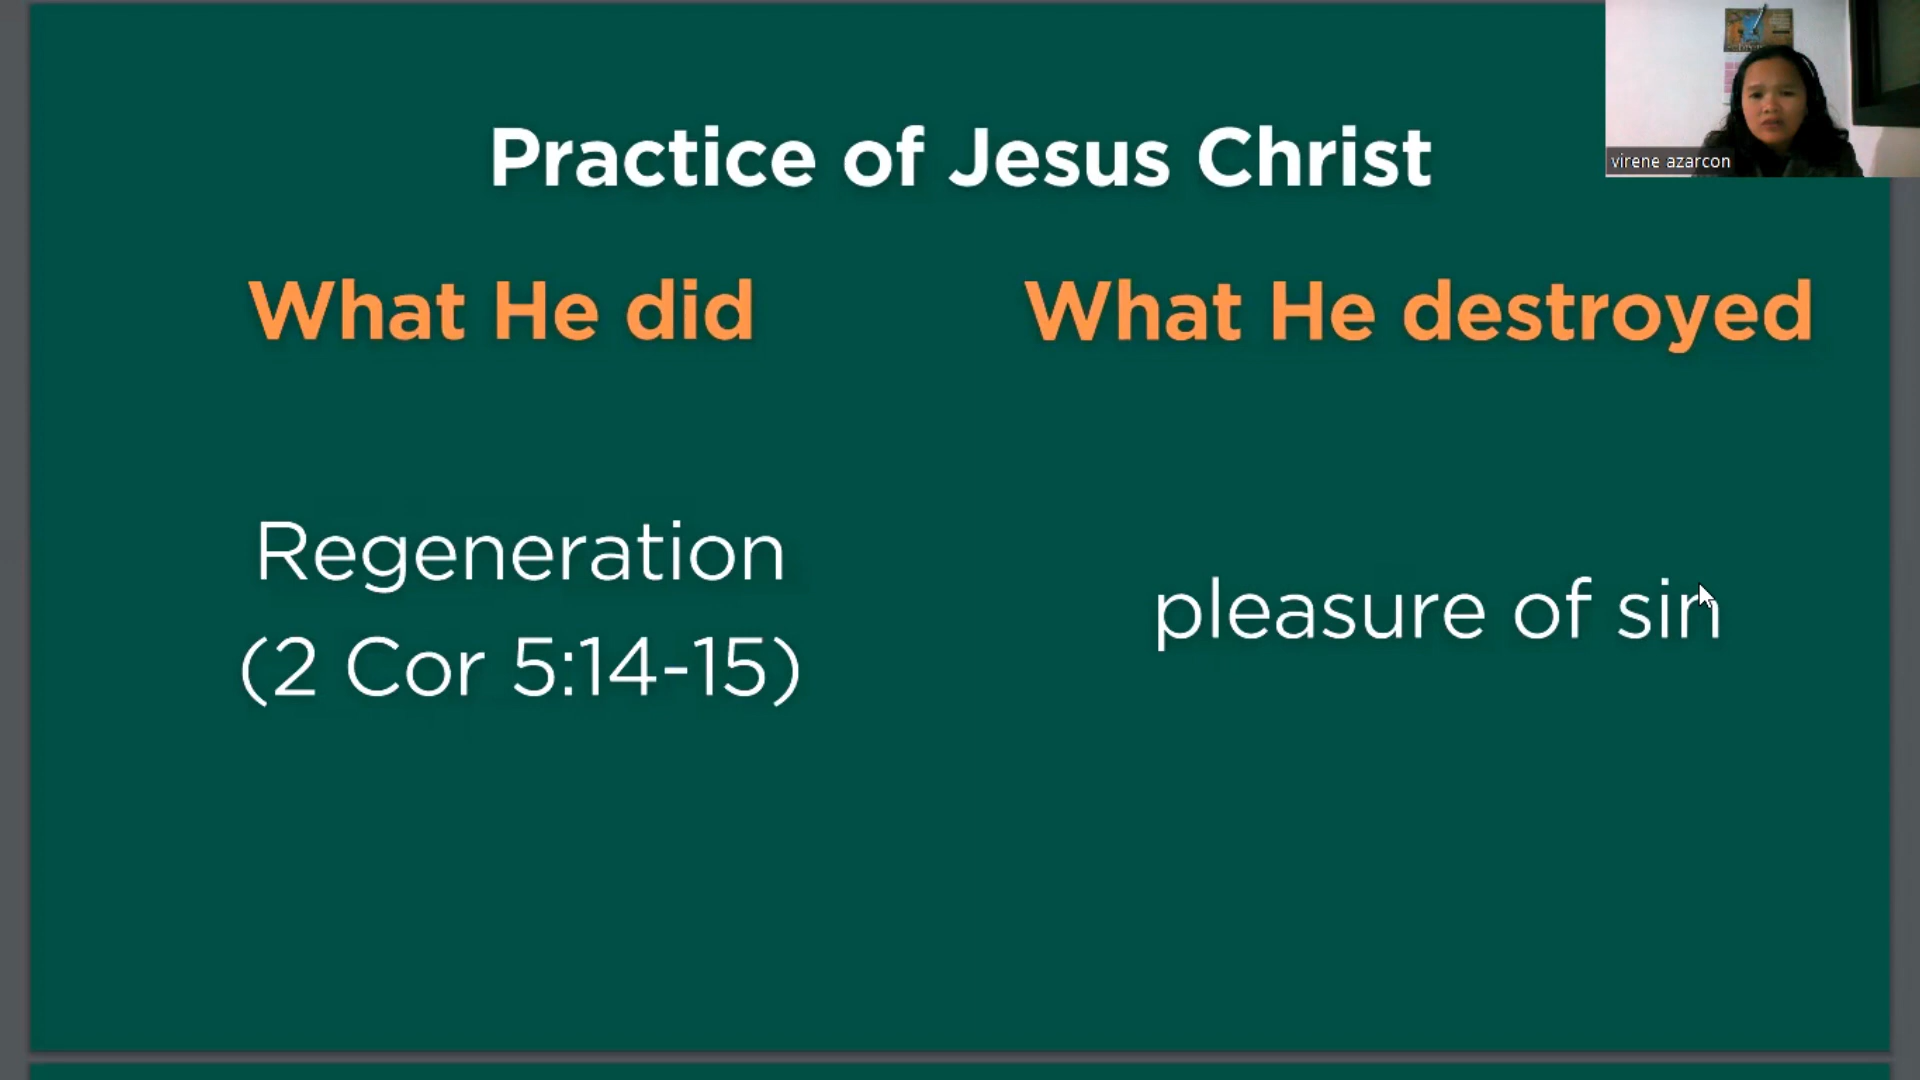 Practice of Jesus Christ
What He did
What He destroyed
Regeneration
(2 Cor 5:14-15)
pleasure of sin
virene azarcon